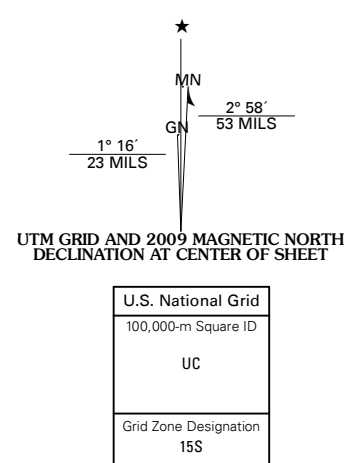 ★
MN
GN
2° 58´
53 MILS
1° 16´
23 MILS
UTM GRID AND 2009 MAGNETIC NORTH
DECLINATION AT CENTER OF SHEET
U.S. National Grid
100,000-m Square ID
UC
Grid Zone Designation
15S